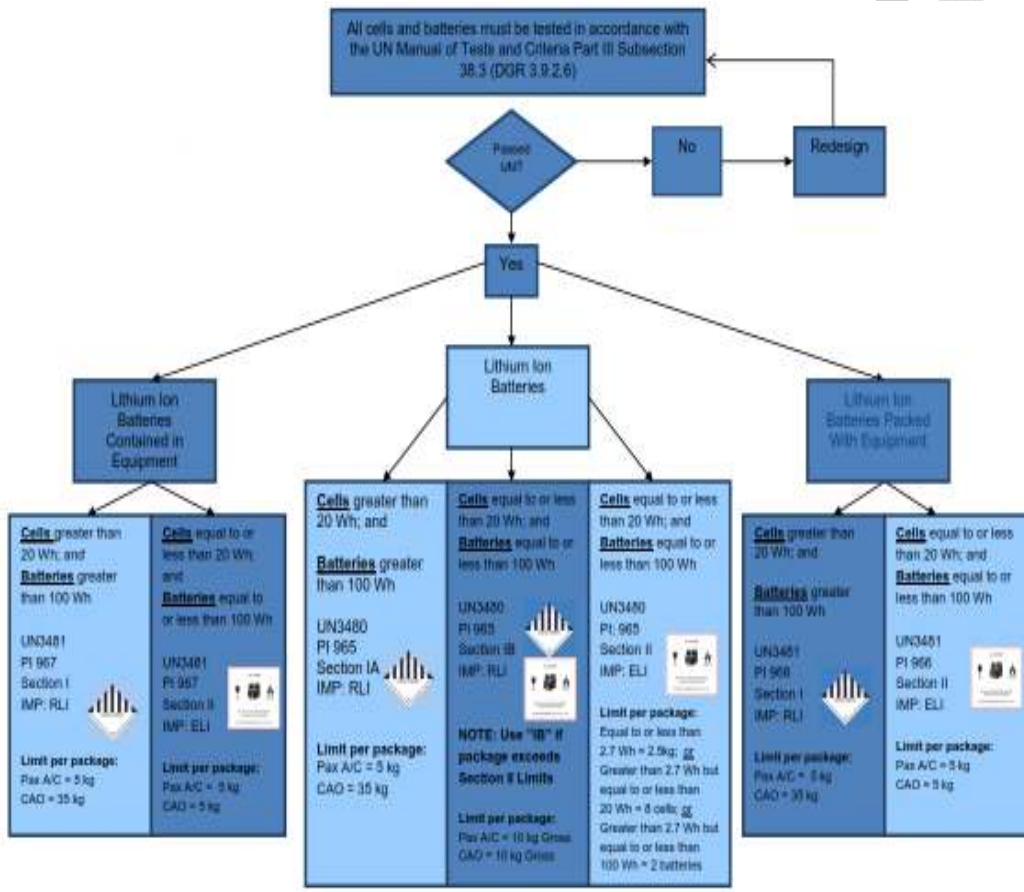 All cells and batteries must be tested in accordance with
the UN Manual of Tests and Criteria Part III Subsection
38.3 (DGR 3.9.2.6)
Passed
UN?
No
Redesign
Yes
Lithium Ion
Batteries
Lithium Ion
Batteries
Contained in
Equipment
Lithium Ion
Batteries Packed
With Equipment
Cells greater than
20 Wh; and
Batteries greater
than 100 Wh
UN3481
PI 967
Section I
IMP: RLI
Limit per package:
Pax A/C = 5 kg
CAO = 35 kg
Cells equal to or
less than 20 Wh;
and
Batteries equal to
or less than 100 Wh
UN3481
PI 967
Section II
IMP: ELI
Limit per package:
Pax A/C = 5 kg
CAO = 5 kg
Cells greater than
20 Wh; and
Batteries greater
than 100 Wh
UN3480
PI 965
Section IA
IMP: RLI
Limit per package:
Pax A/C = 5 kg
CAO = 35 kg
Cells equal to or less
than 20 Wh; and
Batteries equal to or
less than 100 Wh
UN3480
PI 965
Section IB
IMP: RLI
NOTE: Use "IB" if
package exceeds
Section II Limits
Limit per package:
Pax A/C = 10 kg Gross
CAO = 10 kg Gross
Cells equal to or less
than 20 Wh; and
Batteries equal to or
less than 100 Wh
UN3480
PI: 965
Section II
IMP: ELI
Limit per package:
Equal to or less than
2.7 Wh = 2.5kg; or
Greater than 2.7 Wh but
equal to or less than
20 Wh = 8 cells; or
Greater than 2.7 Wh but
equal to or less than
100 Wh = 2 batteries
Cells greater than
20 Wh; and
Batteries greater
than 100 Wh
UN3481
PI 966
Section I
IMP: RLI
Limit per package:
Pax A/C = 5 kg
CAO = 35 kg
Cells equal to or less
than 20 Wh; and
Batteries equal to or
less than 100 Wh
UN3481
PI 966
Section II
IMP: ELI
Limit per package:
Pax A/C = 5 kg
CAO = 5 kg